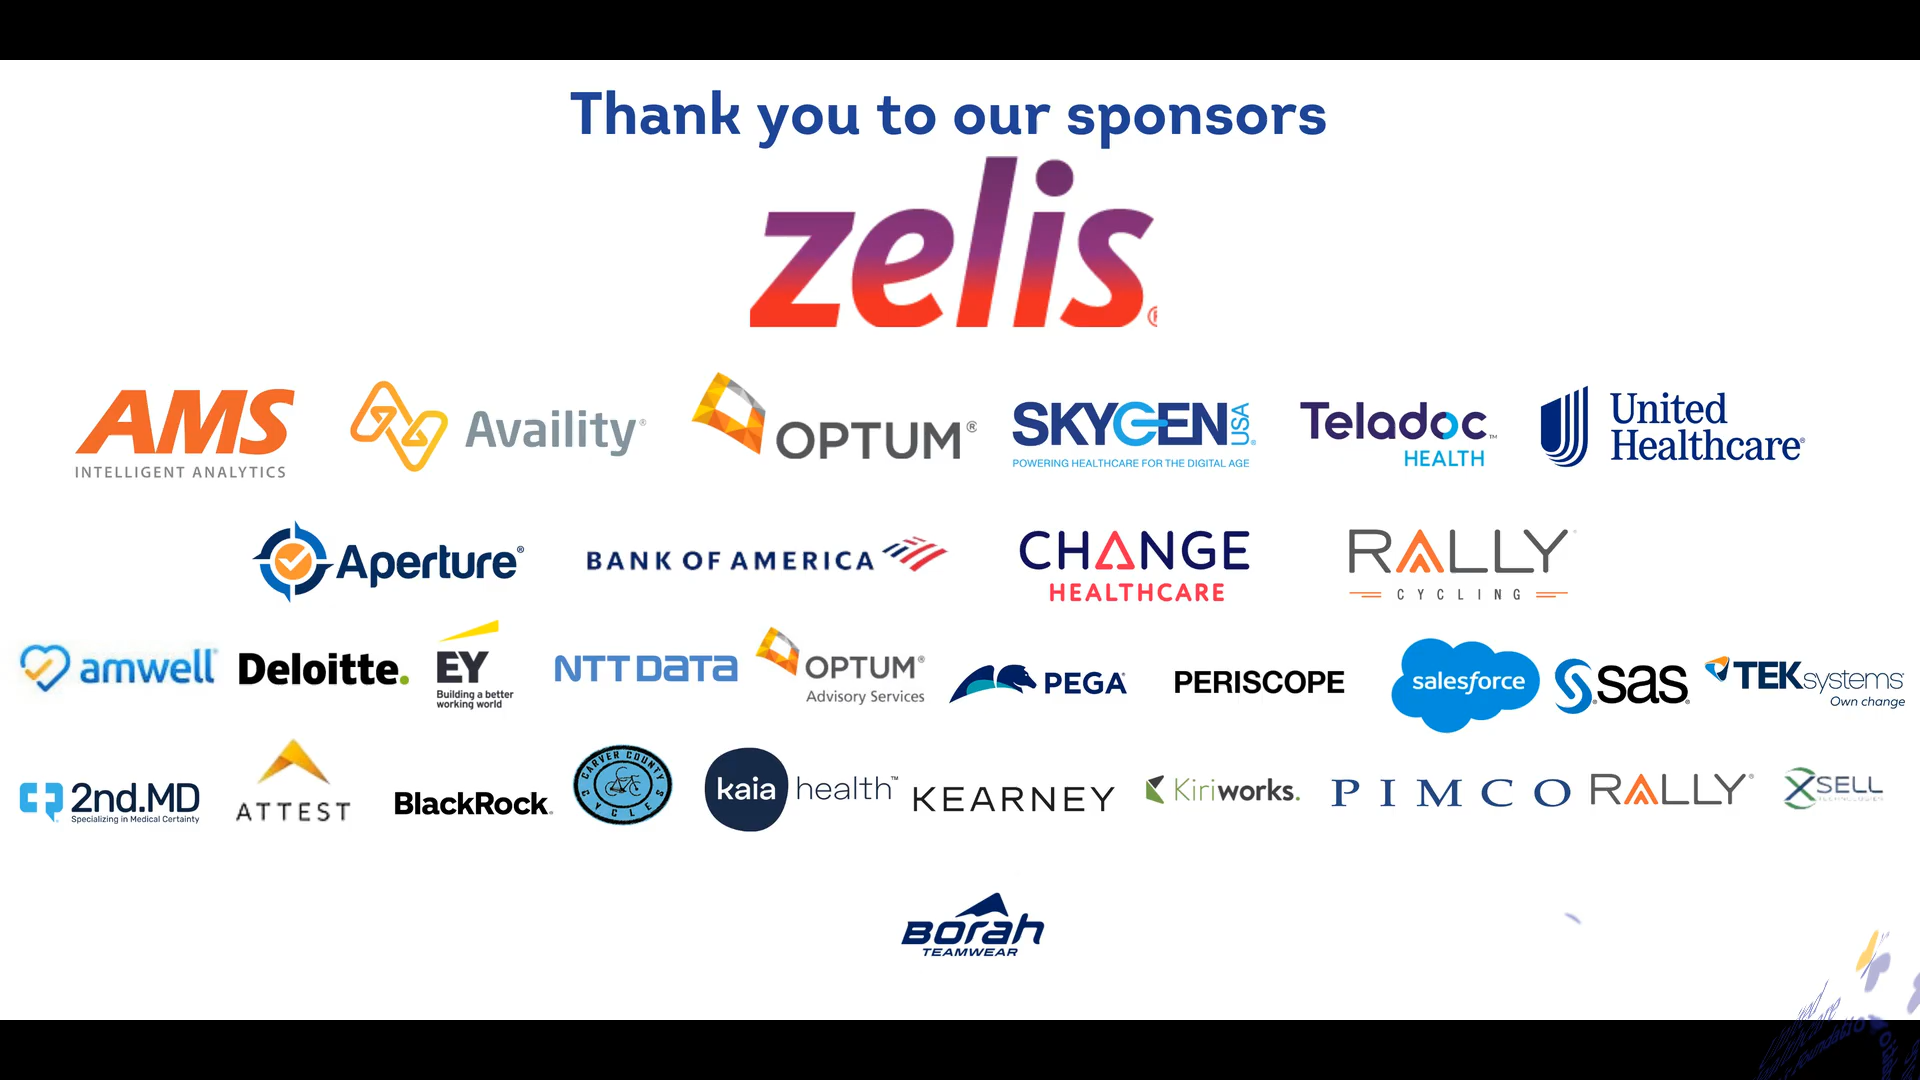 Thank you to our sponsors
zelis®
AMS
INTELLIGENT ANALYTICS
Availity®
OPTUM®
SKYGEN USA®
POWERING HEALTHCARE FOR THE DIGITAL AGE
Teladoc™
HEALTH
United
Healthcare®
Aperture®
BANK OF AMERICA
CHANGE
HEALTHCARE
RALLY
CYCLING
amwell®
Deloitte.
EY
Building a better
working world
NTT DATA
OPTUM®
Advisory Services
PEGA
PERISCOPE
salesforce
sas
TEKsystems
Own change
2nd.MD
Specializing in Medical Certainty
ATTEST
BlackRock.
CARVER COUNTY
CYCLES
kaia health™
KEARNEY
Kiriworks.
PIMCO
RALLY®
XSELL
TECHNOLOGIES
BORAH
TEAMWEAR